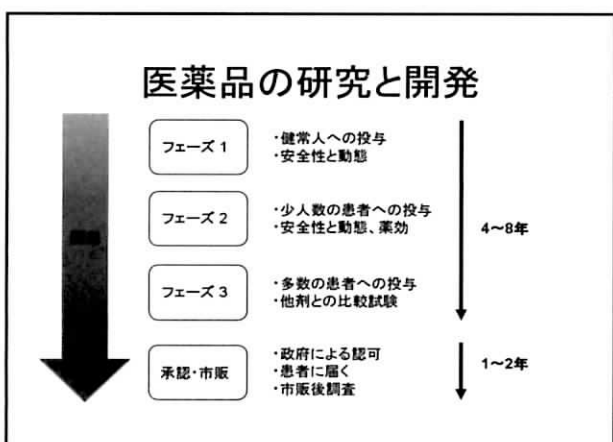 医薬品の研究と開発
フェーズ 1
・健常人への投与
・安全性と動態
フェーズ 2
・少人数の患者への投与
・安全性と動態、薬効
4～8年
フェーズ 3
・多数の患者への投与
・他剤との比較試験
承認・市販
・政府による認可
・患者に届く
・市販後調査
1～2年